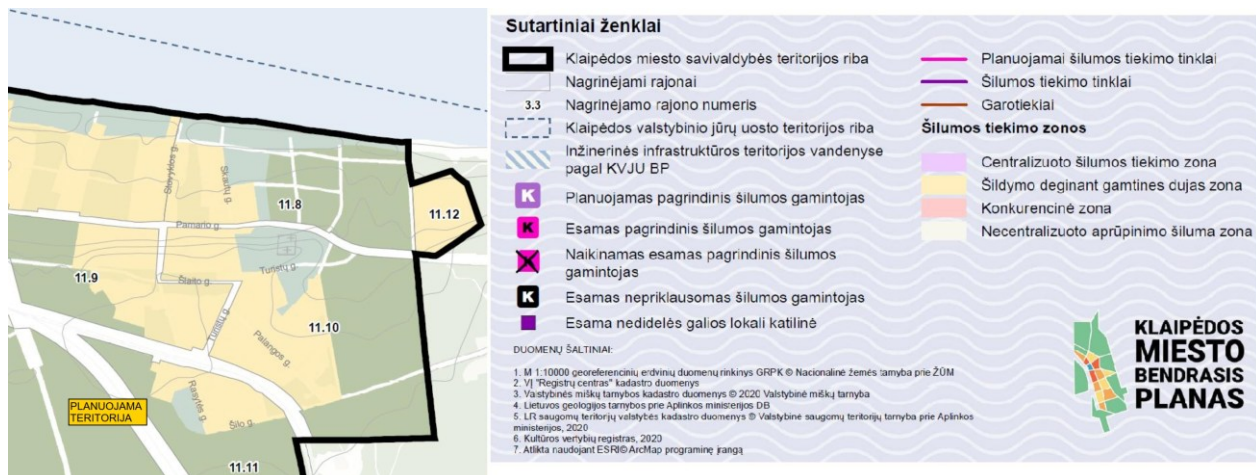 Stovyklos g.
Skautų g.
11.8
11.12
Pamario g.
Turistų g.
11.9
Šlaito g.
Turistų g.
11.10
Palangos g.
PLANUOJAMA
TERITORIJA
Rasytės g.
Šilo g.
11.11
Sutartiniai ženklai
Klaipėdos miesto savivaldybės teritorijos riba
Nagrinėjami rajonai
3.3 Nagrinėjamo rajono numeris
Klaipėdos valstybinio jūrų uosto teritorijos riba
Inžinerinės infrastruktūros teritorijos vandenyse
pagal KVJU BP
K Planuojamas pagrindinis šilumos gamintojas
K Esamas pagrindinis šilumos gamintojas
Naikinamas esamas pagrindinis šilumos
gamintojas
K Esamas nepriklausomas šilumos gamintojas
Esama nedidelės galios lokali katilinė
Planuojamai šilumos tiekimo tinklai
Šilumos tiekimo tinklai
Garotiekiai
Šilumos tiekimo zonos
Centralizuoto šilumos tiekimo zona
Šildymo deginant gamtines dujas zona
Konkurencinė zona
Necentralizuoto aprūpinimo šiluma zona
DUOMENŲ ŠALTINIAI:
1. M 1:10000 georeferencinių erdvinų duomenų rinkinys GRPK © Nacionalinė žemės tarnyba prie ŽŪM
2. VĮ "Registrų centras" kadastro duomenys
3. Valstybinės miškų tarnybos kadastro duomenys © 2020 Valstybinė miškų tarnyba
4. Lietuvos geologijos tarnybos prie Aplinkos ministerijos DB
5. LR saugomų teritorijų valstybės kadastro duomenys © Valstybinė saugomų teritorijų tarnyba prie Aplinkos
ministerijos, 2020
6. Kultūros vertybių registras, 2020
7. Atlikta naudojant ESRI© ArcMap programinę įrangą
KLAIPĖDOS
MIESTO
BENDRASIS
PLANAS